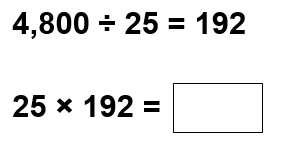 4,800 ÷ 25 = 192
25 × 192 =